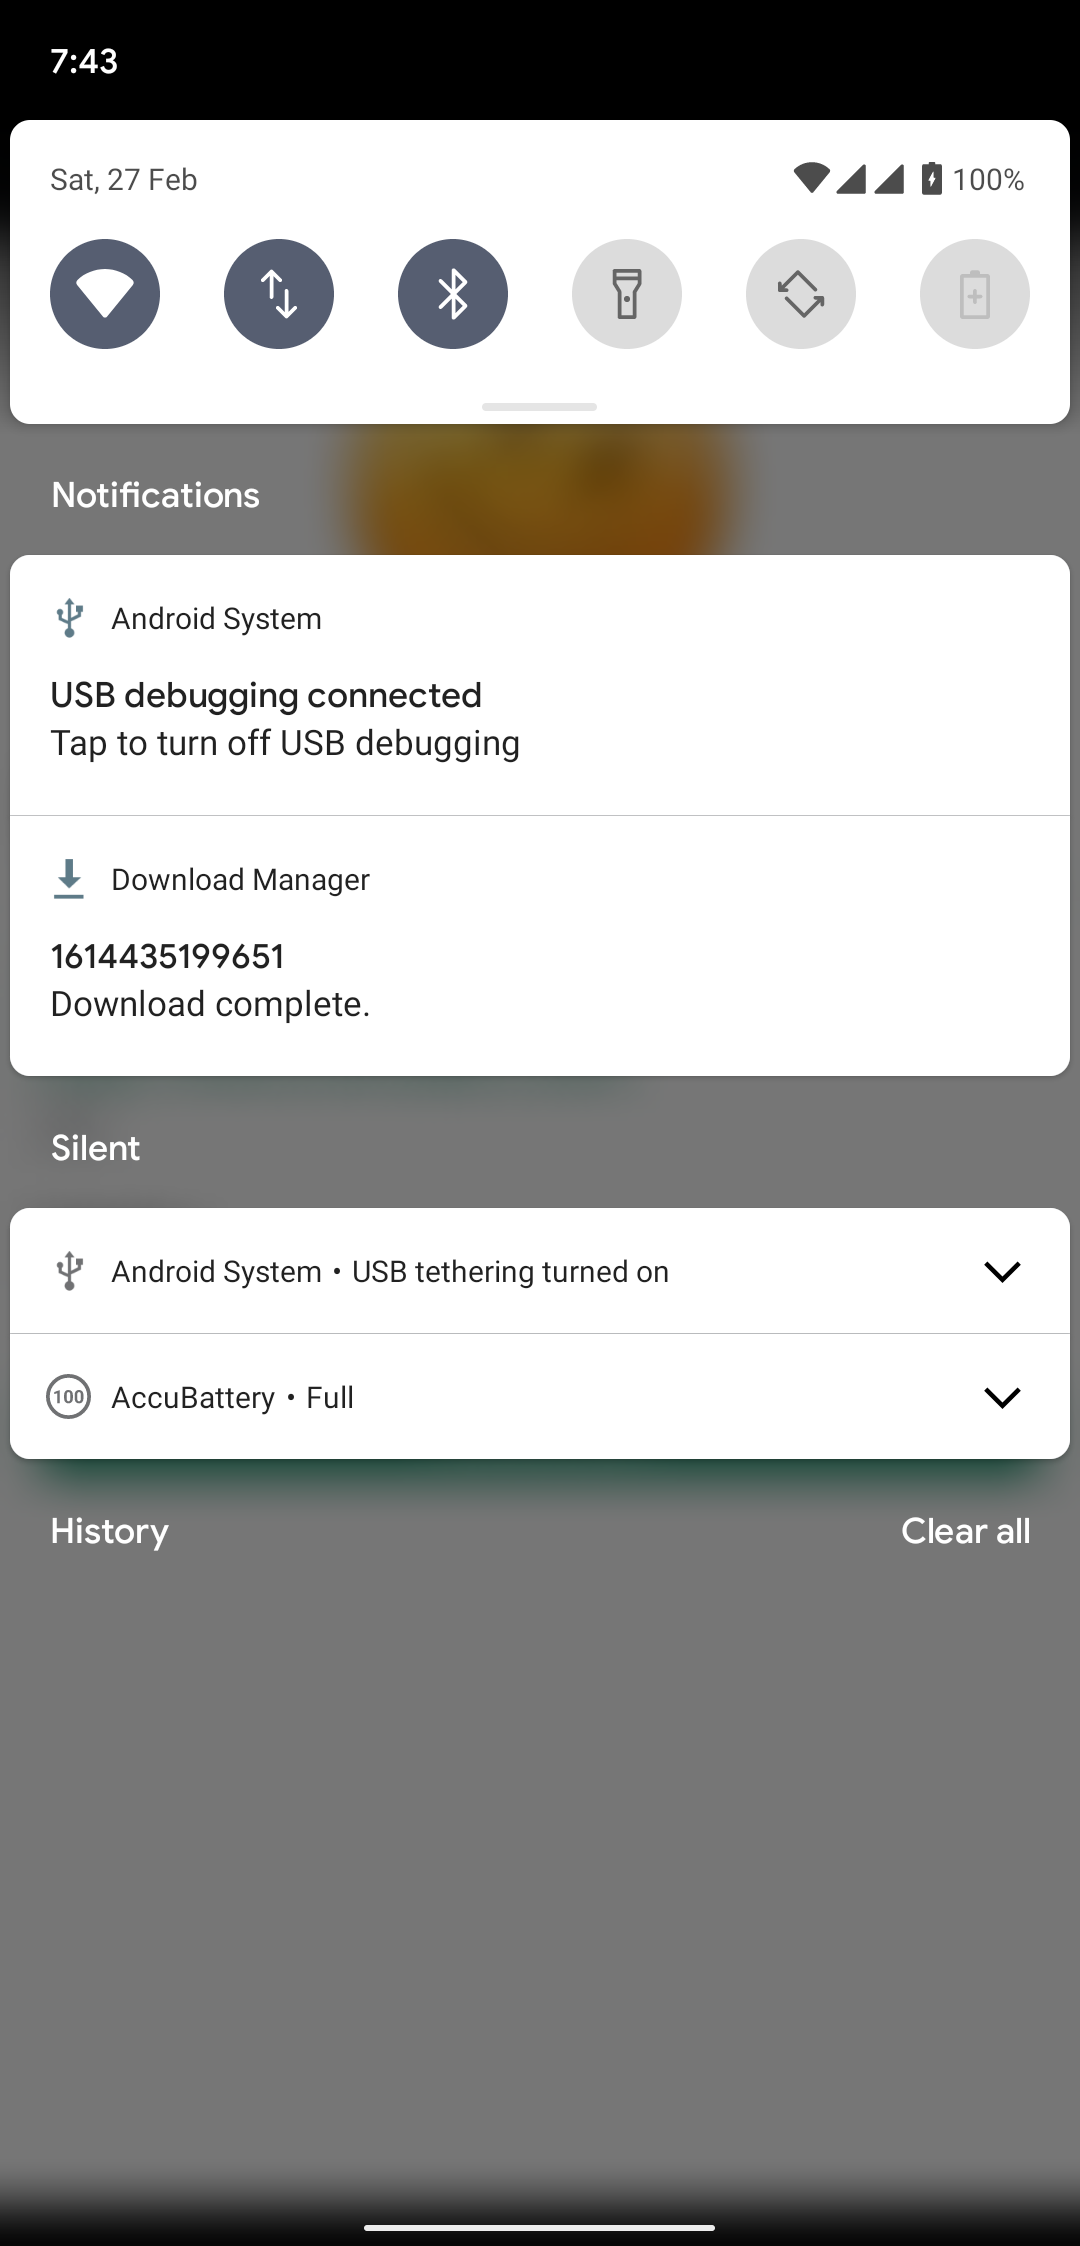 7:43
Sat, 27 Feb 100%
Notifications
Android System
USB debugging connected
Tap to turn off USB debugging
Download Manager
1614435199651
Download complete.
Silent
Android System • USB tethering turned on
100 AccuBattery • Full
History Clear all